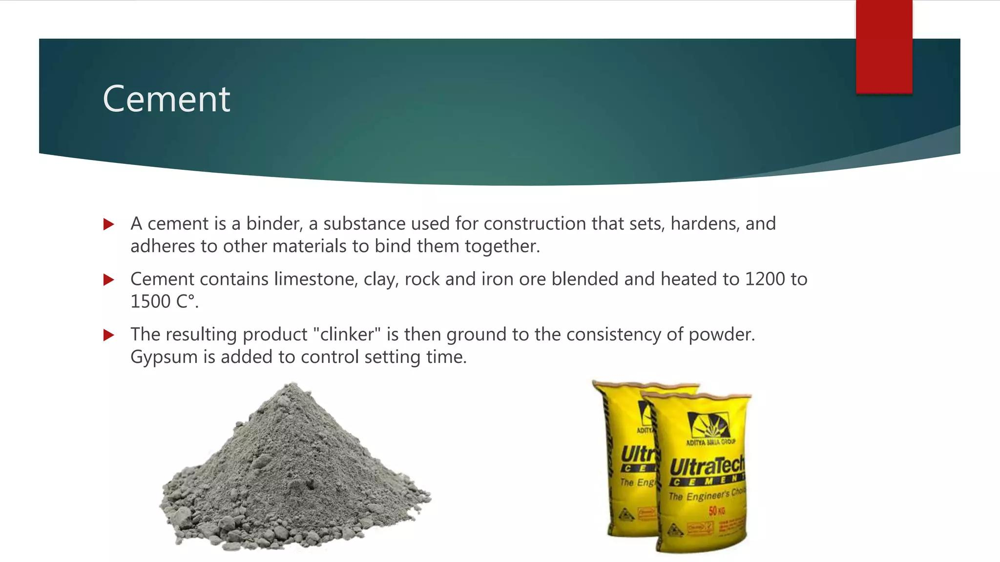 Cement
A cement is a binder, a substance used for construction that sets, hardens, and
adheres to other materials to bind them together.
Cement contains limestone, clay, rock and iron ore blended and heated to 1200 to
1500 C°.
The resulting product "clinker" is then ground to the consistency of powder.
Gypsum is added to control setting time.
ADITYA BIRLA GROUP
UltraTech
CEMENT
The Engineer's Choi
50 KG
ADITYA
Ultr
CE
The Engi